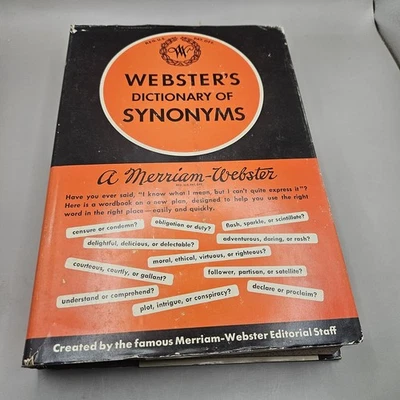 WEBSTER'S
DICTIONARY OF
SYNONYMS
a Merriam-Webster
Have you ever said, "I know what I mean, but I can't quite express it"?
Here is a wordbook on a new plan, designed to help you use the right
word in the right place—easily and quickly.
censure or condemn?
obligation or duty?
flash, sparkle, or scintillate?
delightful, delicious, or delectable?
adventurous, daring, or rash?
moral, ethical, virtuous, or righteous?
courteous, courtly, or gallant?
follower, partisan, or satellite?
understand or comprehend?
plot, intrigue, or conspiracy?
declare or proclaim?
Created by the famous Merriam-Webster Editorial Staff